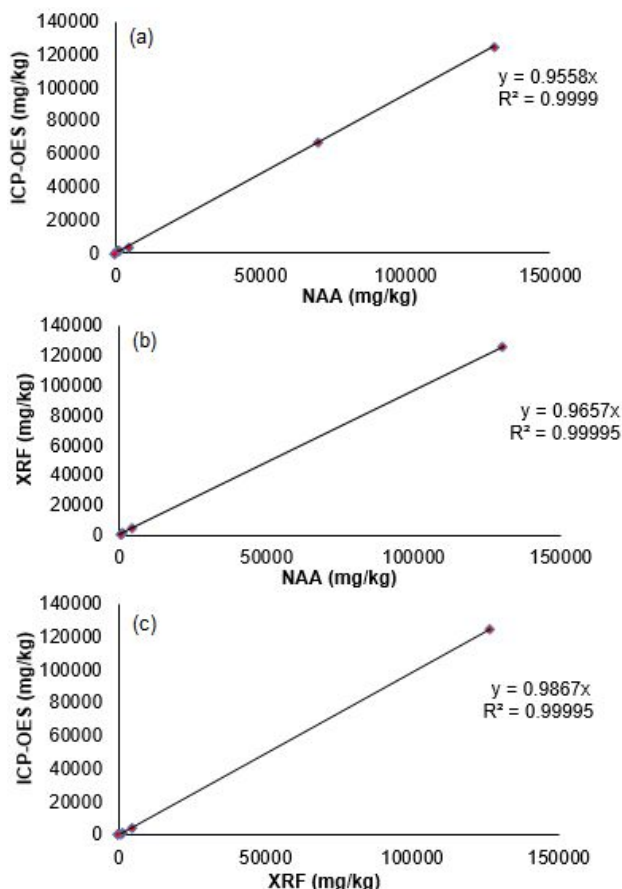 140000
(a)
120000
y = 0.9558x
100000
R² = 0.9999
80000
60000
40000
20000
0
ICP-OES (mg/kg)
0 50000 100000 150000
NAA (mg/kg)
140000
(b)
120000
100000
80000
y = 0.9657x
R² = 0.99995
60000
40000
20000
0
XRF (mg/kg)
0 50000 100000 150000
NAA (mg/kg)
140000
(c)
120000
100000
y = 0.9867x
80000
R² = 0.99995
60000
40000
20000
0
ICP-OES (mg/kg)
0 50000 100000 150000
XRF (mg/kg)